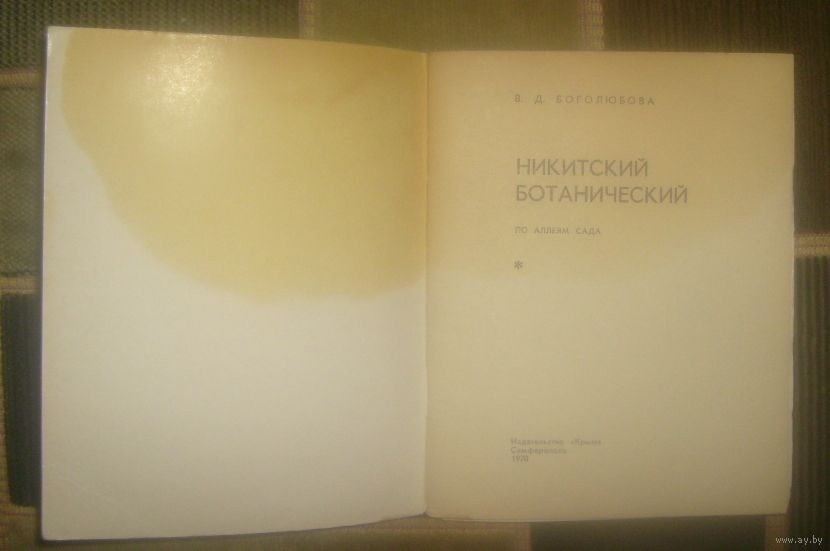 В. Д. БОГОЛЮБОВА
НИКИТСКИЙ
БОТАНИЧЕСКИЙ
ПО АЛЛЕЯМ САДА
*
Издательство «Крым»
Симферополь
1970
www.ay.by